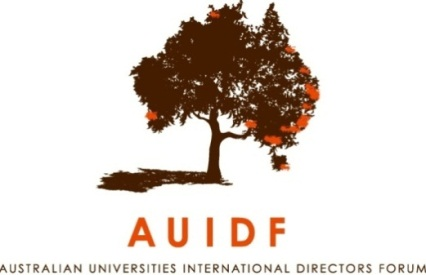 AUIDF
AUSTRALIAN UNIVERSITIES INTERNATIONAL DIRECTORS FORUM